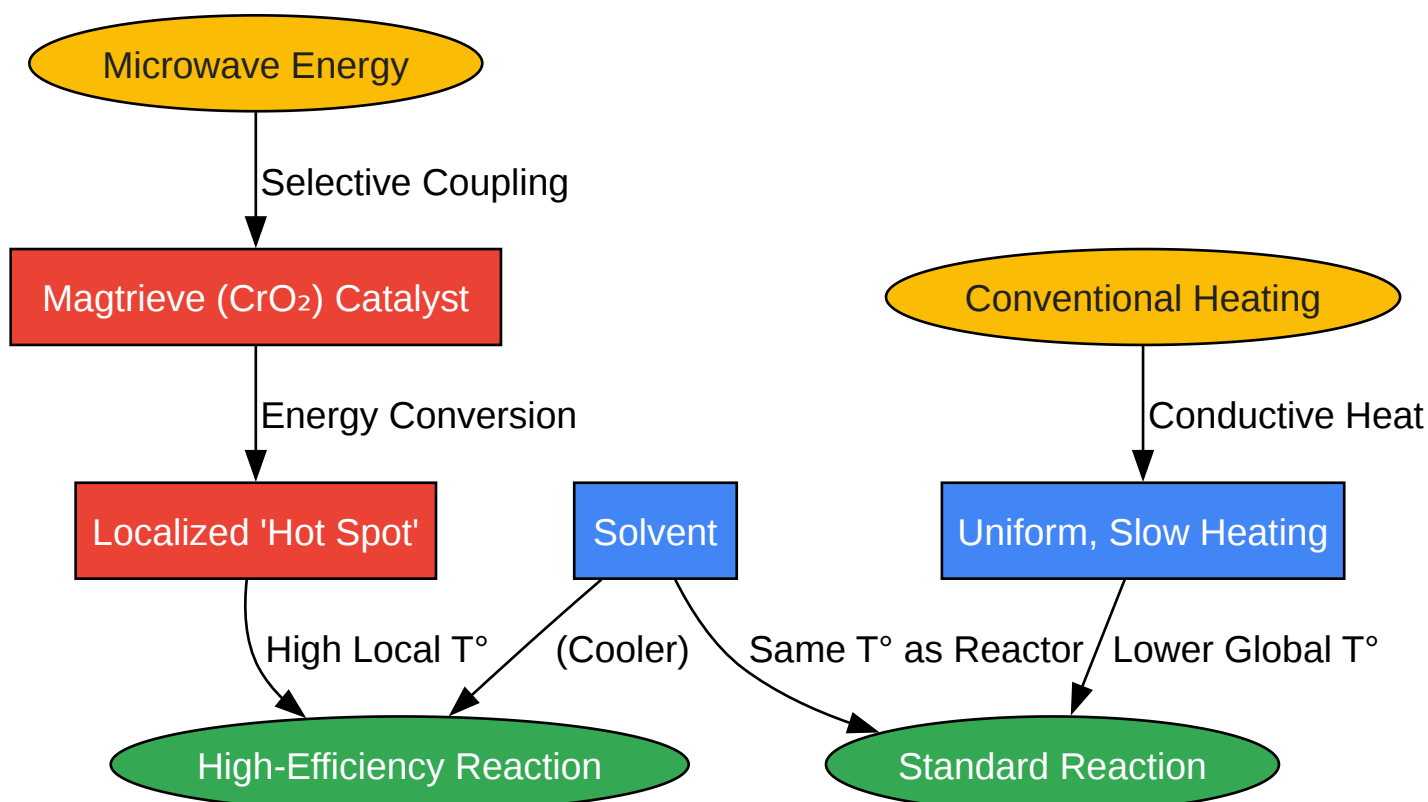 Microwave Energy
Selective Coupling
Magtrieve (CrO₂) Catalyst
Conventional Heating
Energy Conversion
Conductive Heat
Localized 'Hot Spot'
Solvent
Uniform, Slow Heating
High Local T°
(Cooler)
Same T° as Reactor
Lower Global T°
High-Efficiency Reaction
Standard Reaction